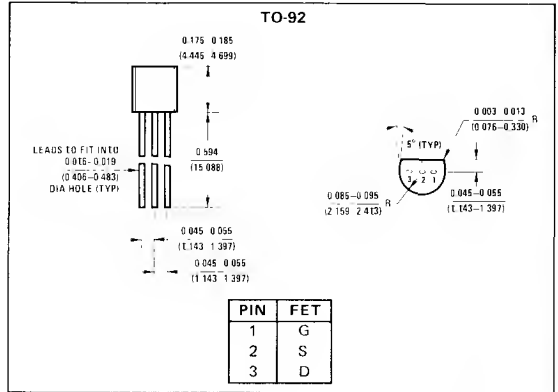 TO-92
0.175 0.185
(4.445 4.699)
LEADS TO FIT INTO
0.016-0.019
(0.406-0.483)
DIA HOLE (TYP)
0.594
(15 088)
0 045 0 055
(1.143 1 397)
0 045 0 055
(1 143 1 397)
0 003 0 013 R
(0 076-0.330)
5° (TYP)
3 2 1
0.085-0.095 R
(2 159 2 413)
0.045-0.055
(1.143-1 397)
PIN FET
1 G
2 S
3 D